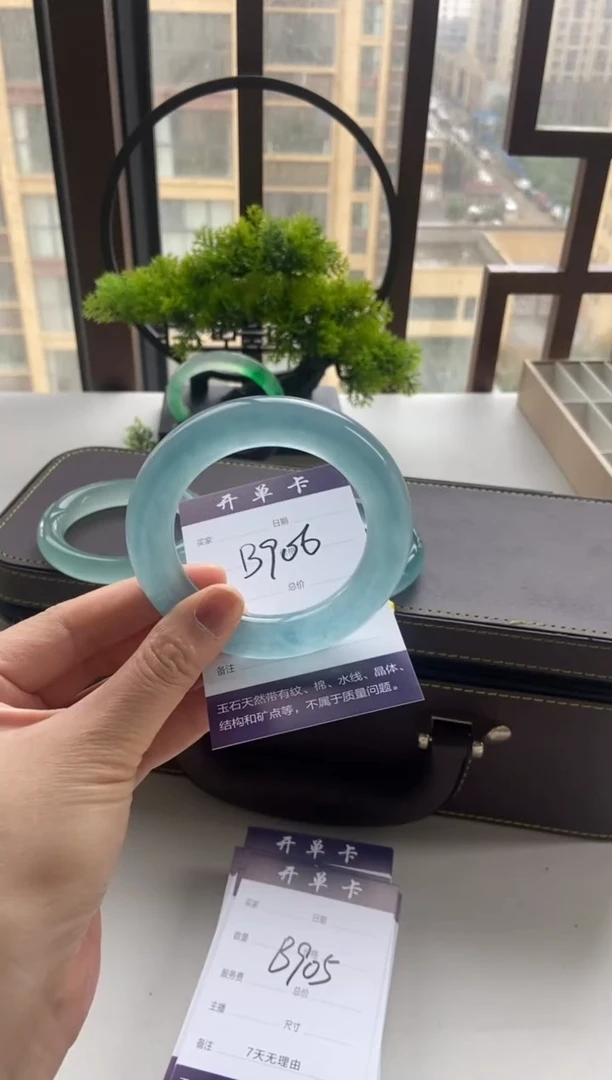 开单卡
日期
买家
B906
总价
备注
玉石天然带有纹、棉、水线、晶体、
结构和矿点等，不属于质量问题。
开单卡
开单卡
买家
日期
数量
B905
服务费
总价
主播
尺寸
备注 7天无理由